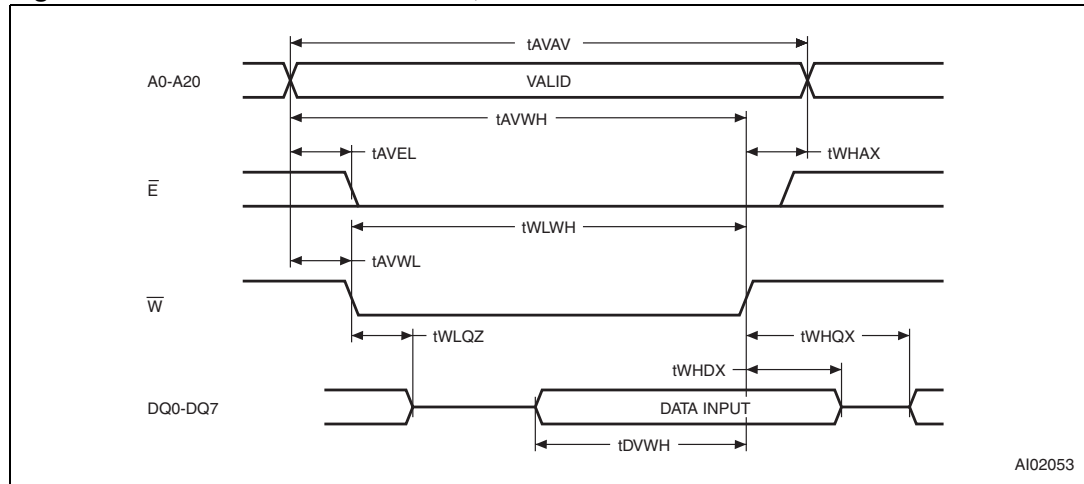 tAVAV
A0-A20
VALID
tAVWH
tAVEL
tWHAX
E̅
tWLWH
tAVWL
W̅
tWLQZ
tWHQX
tWHDX
DQ0-DQ7
DATA INPUT
tDVWH
AI02053